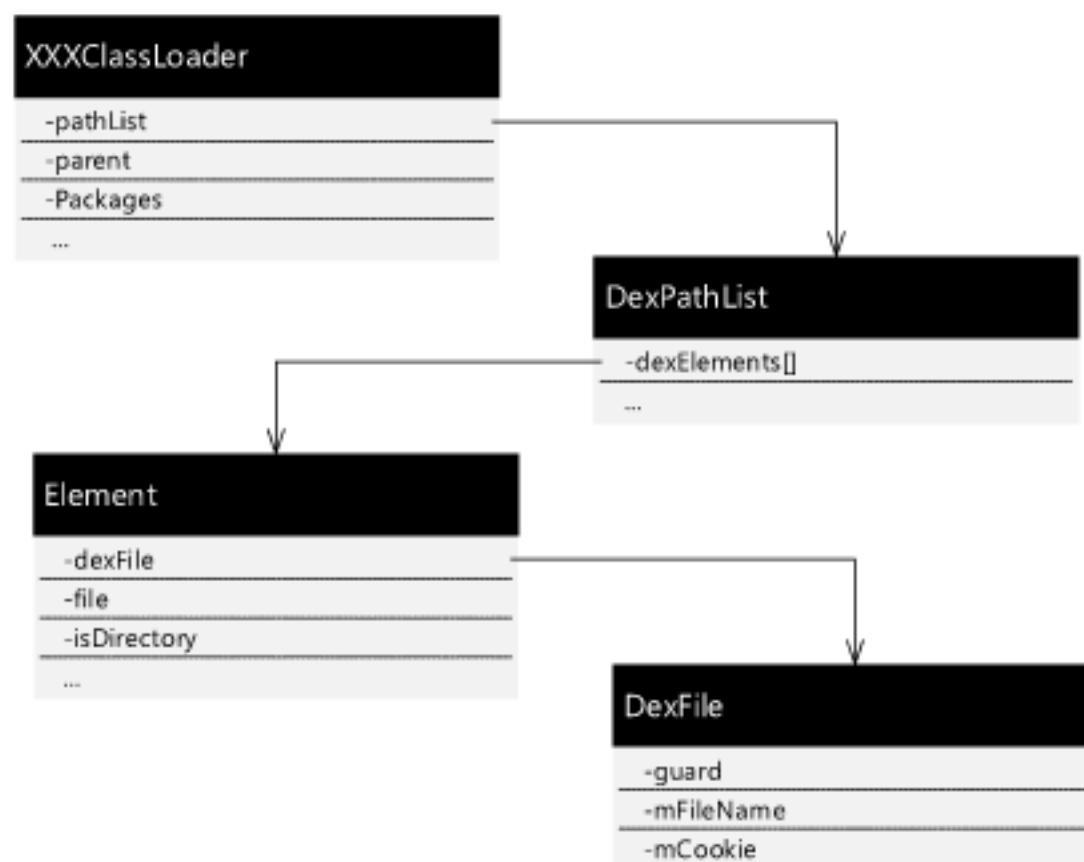 XXXClassLoader
-pathList
-parent
-Packages
...
DexPathList
-dexElements[]
...
Element
-dexFile
-file
-isDirectory
...
DexFile
-guard
-mFileName
-mCookie